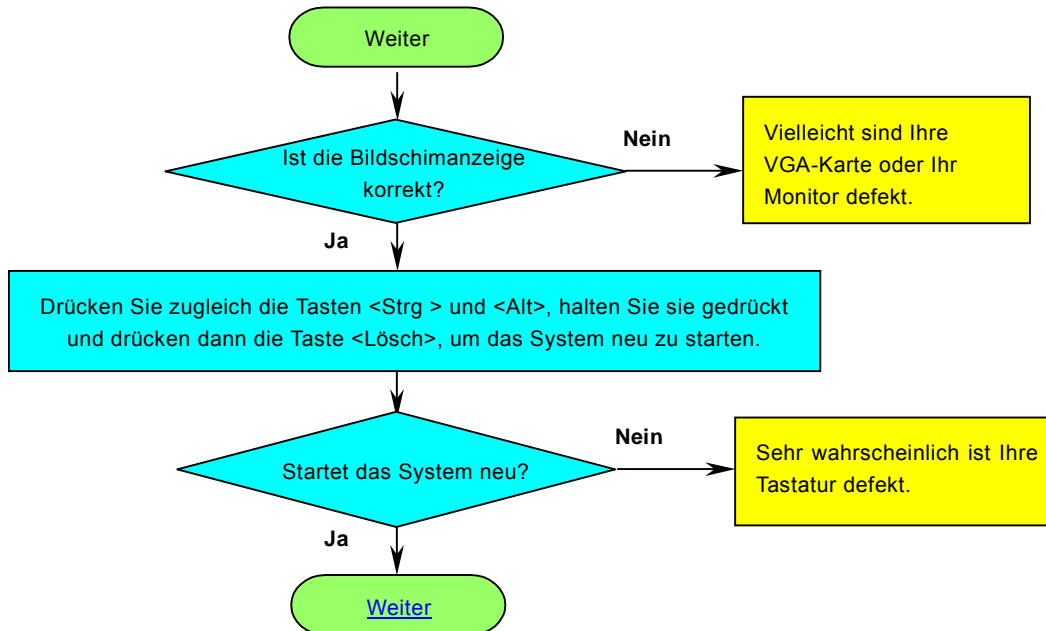 Weiter
Ist die Bildschimanzeige
korrekt?
Nein
Vielleicht sind Ihre
VGA-Karte oder Ihr
Monitor defekt.
Ja
Drücken Sie zugleich die Tasten <Strg > und <Alt>, halten Sie sie gedrückt
und drücken dann die Taste <Lösch>, um das System neu zu starten.
Startet das System neu?
Nein
Sehr wahrscheinlich ist Ihre
Tastatur defekt.
Ja
Weiter